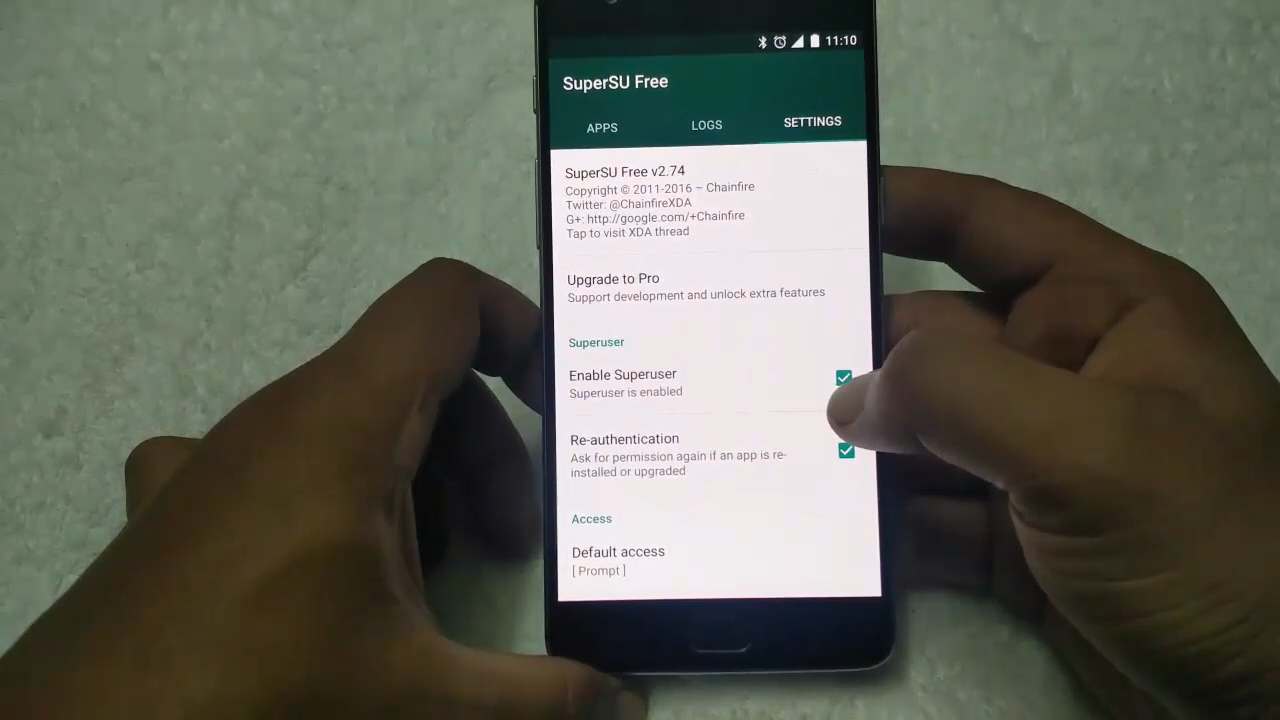 11:10
SuperSU Free
APPS LOGS SETTINGS
SuperSU Free v2.74
Copyright © 2011-2016 – Chainfire
Twitter: @ChainfireXDA
G+: http://google.com/+Chainfire
Tap to visit XDA thread
Upgrade to Pro
Support development and unlock extra features
Superuser
Enable Superuser
Superuser is enabled
Re-authentication
Ask for permission again if an app is re-
installed or upgraded
Access
Default access
[ Prompt ]